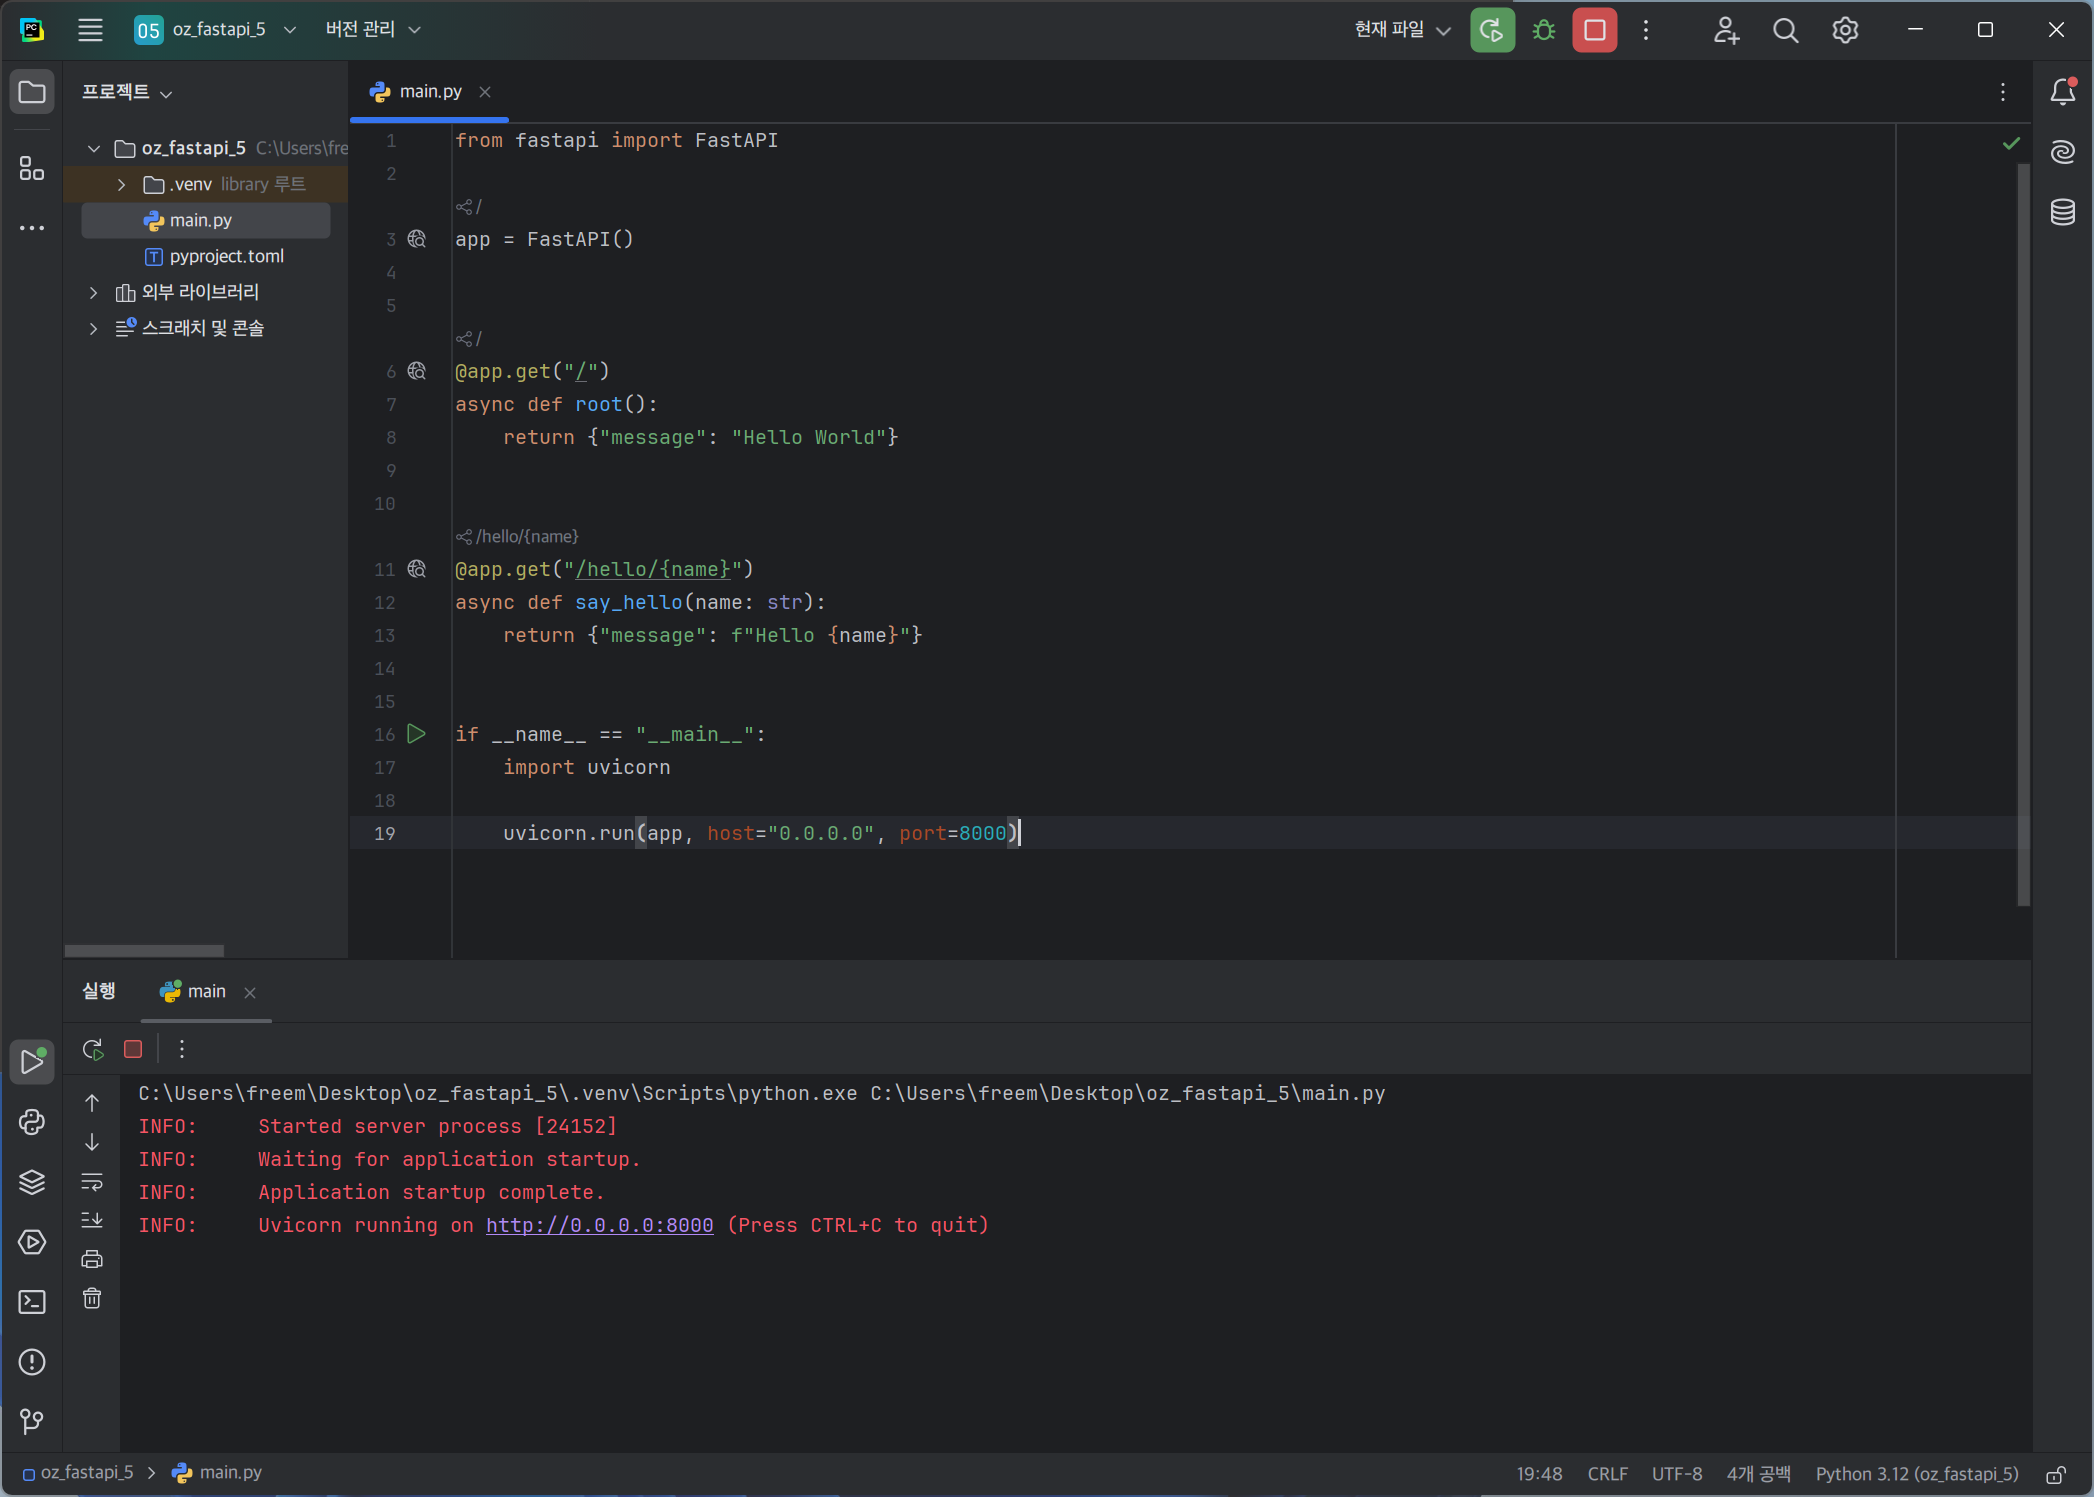 PC
05 oz_fastapi_5 버전 관리 현재 파일
프로젝트
oz_fastapi_5 C:\Users\fre
.venv library 루트
main.py
T pyproject.toml
외부 라이브러리
스크래치 및 콘솔
main.py
1 from fastapi import FastAPI
2
/
3 app = FastAPI()
4
5
/
6 @app.get("/")
7 async def root():
8     return {"message": "Hello World"}
9
10
/hello/{name}
11 @app.get("/hello/{name}")
12 async def say_hello(name: str):
13     return {"message": f"Hello {name}"}
14
15
16 if __name__ == "__main__":
17     import uvicorn
18
19     uvicorn.run(app, host="0.0.0.0", port=8000)
실행 main
C:\Users\freem\Desktop\oz_fastapi_5\.venv\Scripts\python.exe C:\Users\freem\Desktop\oz_fastapi_5\main.py
INFO:     Started server process [24152]
INFO:     Waiting for application startup.
INFO:     Application startup complete.
INFO:     Uvicorn running on http://0.0.0.0:8000 (Press CTRL+C to quit)
oz_fastapi_5 > main.py 19:48 CRLF UTF-8 4개 공백 Python 3.12 (oz_fastapi_5)